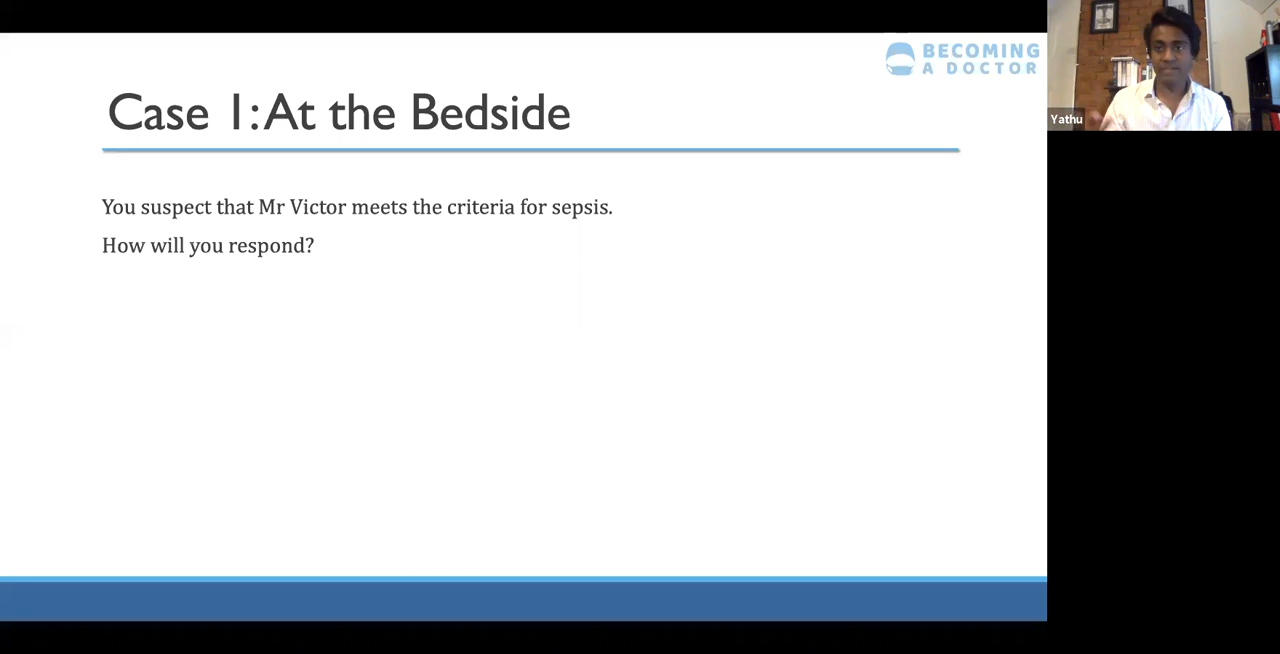 BECOMING
A DOCTOR
Case 1: At the Bedside
You suspect that Mr Victor meets the criteria for sepsis.
How will you respond?
Yathu